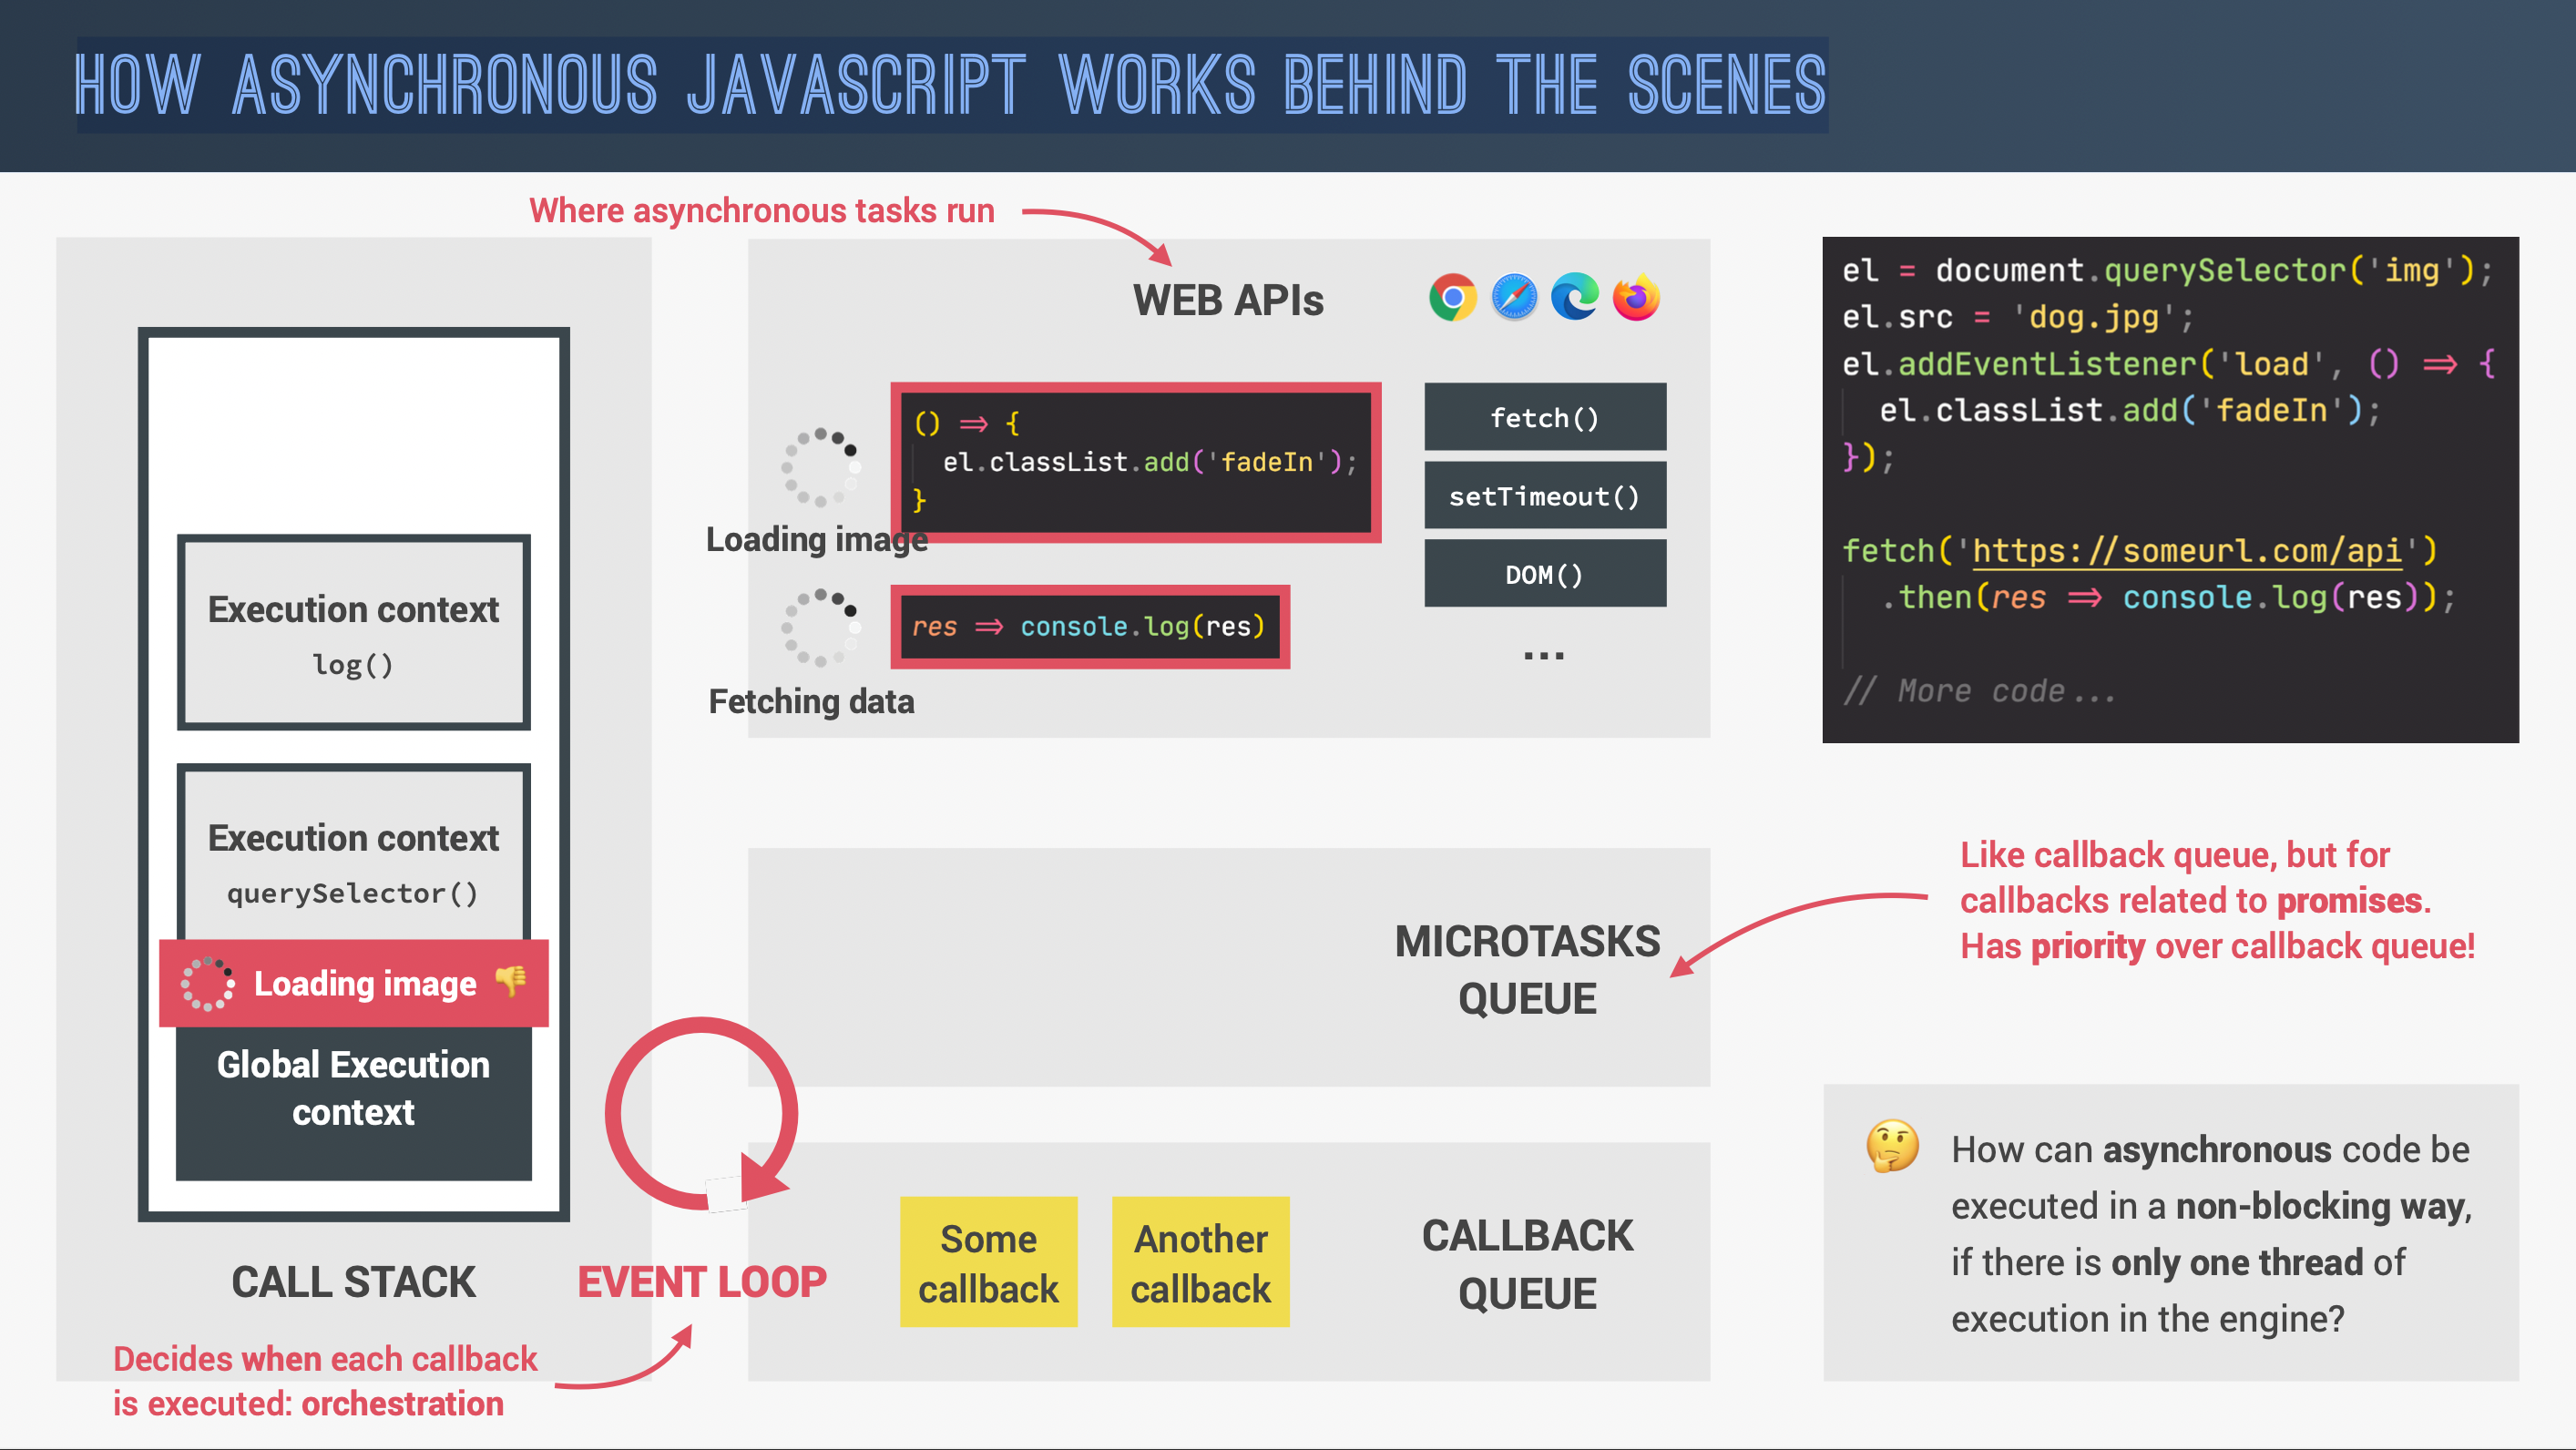 HOW ASYNCHRONOUS JAVASCRIPT WORKS BEHIND THE SCENES
Where asynchronous tasks run
WEB APIs
() => {
el.classList.add('fadeIn');
}
Loading image
res => console.log(res)
Fetching data
fetch()
setTimeout()
DOM()
...
el = document.querySelector('img');
el.src = 'dog.jpg';
el.addEventListener('load', () => {
  el.classList.add('fadeIn');
});
fetch('https://someurl.com/api')
  .then(res => console.log(res));
// More code...
Execution context
log()
Execution context
querySelector()
Loading image
Global Execution
context
CALL STACK
EVENT LOOP
Decides when each callback
is executed: orchestration
MICROTASKS
QUEUE
Like callback queue, but for
callbacks related to promises.
Has priority over callback queue!
Some
callback
Another
callback
CALLBACK
QUEUE
How can asynchronous code be
executed in a non-blocking way,
if there is only one thread of
execution in the engine?